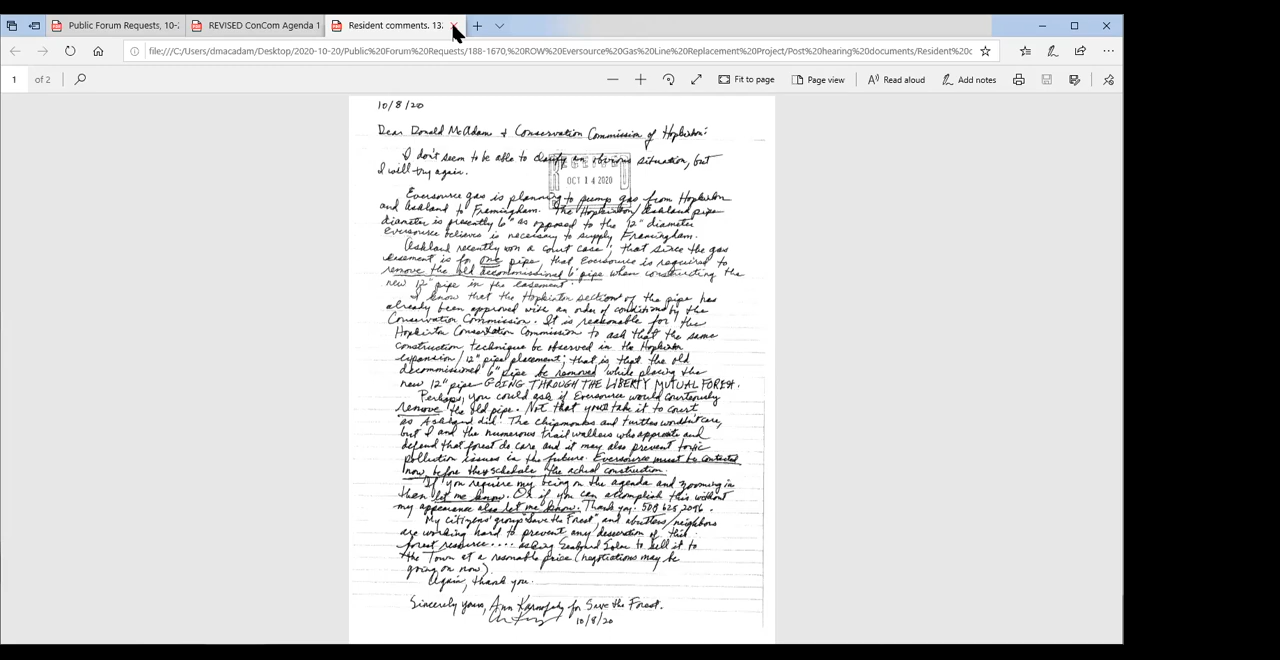 Public Forum Requests, 10-2
REVISED ConCom Agenda 1
Resident comments. 13
file:///C:/Users/dmacadam/Desktop/2020-10-20/Public%20Forum%20Requests/188-1670,%20ROW%20Eversource%20Gas%20Line%20Replacement%20Project/Post%20hearing%20documents/Resident%20c
1 of 2
Fit to page
Page view
Read aloud
Add notes
10/8/20
Dear Donald McAdam + Conservation Commission of Hopkinton:
I don't seem to be able to clarify an obvious situation, but
I will try again.
RECEIVED
OCT 14 2020
Eversource gas is planning to pump gas from Hopkinton
and Ashland to Framingham. The Hopkinton/Ashland pipe
diameter is presently 6" as opposed to the 12" diameter
Eversource believes is necessary to supply Framingham.
Ashland recently won a court case; that since the gas
easement is for one pipe, that Eversource is required to
remove the old decommissioned 6" pipe when constructing the
new 12" pipe in the easement.
I know that the Hopkinton section of the pipe has
already been approved with an order of conditions by the
Conservation Commission. It is reasonable for the
Hopkinton Conservation Commission to ask that the same
construction technique be observed in the Hopkinton
expansion/12" pipe placement; that is, that the old
decommissioned 6" pipe be removed while placing the
new 12" pipe GOING THROUGH THE LIBERTY MUTUAL FOREST.
Perhaps, you could ask if Eversource would courteously
remove the old pipe. Not that you take it to court
as Ashland did. The chipmonks and turtles wouldn't care,
but I and the numerous trail walkers who appreciate and
defend that forest do care and it may also prevent toxic
pollution issues in the future. Eversource must be contacted
now before they schedule the actual construction.
If you require my being on the agenda and zooming in
then let me know. Or if you can accomplish this without
my appearance also let me know. Thank you. 508 625 2096.
My citizens' group "Save the Forest", and abutters/neighbors
are working hard to prevent any desecration of this
forest resource.... asking Seaboard Solar to sell it to
the Town at a reasonable price (negotiations may be
going on now).
Again, thank you.
Sincerely yours, Ann Karnofsky for Save the Forest.
10/8/20